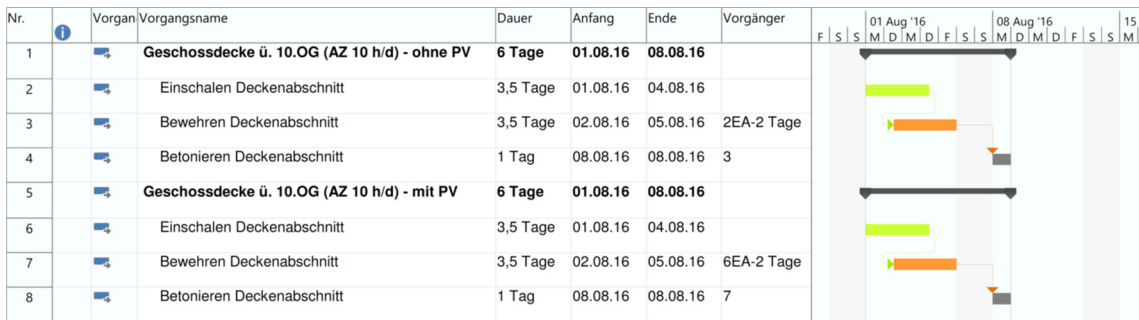 Nr. Vorgan Vorgangsname Dauer Anfang Ende Vorgänger 01 Aug '16 08 Aug '16 15
F S S M D M D F S S M D M D F S S M
1 Geschossdecke ü. 10.OG (AZ 10 h/d) - ohne PV 6 Tage 01.08.16 08.08.16
2 Einschalen Deckenabschnitt 3,5 Tage 01.08.16 04.08.16
3 Bewehren Deckenabschnitt 3,5 Tage 02.08.16 05.08.16 2EA-2 Tage
4 Betonieren Deckenabschnitt 1 Tag 08.08.16 08.08.16 3
5 Geschossdecke ü. 10.OG (AZ 10 h/d) - mit PV 6 Tage 01.08.16 08.08.16
6 Einschalen Deckenabschnitt 3,5 Tage 01.08.16 04.08.16
7 Bewehren Deckenabschnitt 3,5 Tage 02.08.16 05.08.16 6EA-2 Tage
8 Betonieren Deckenabschnitt 1 Tag 08.08.16 08.08.16 7